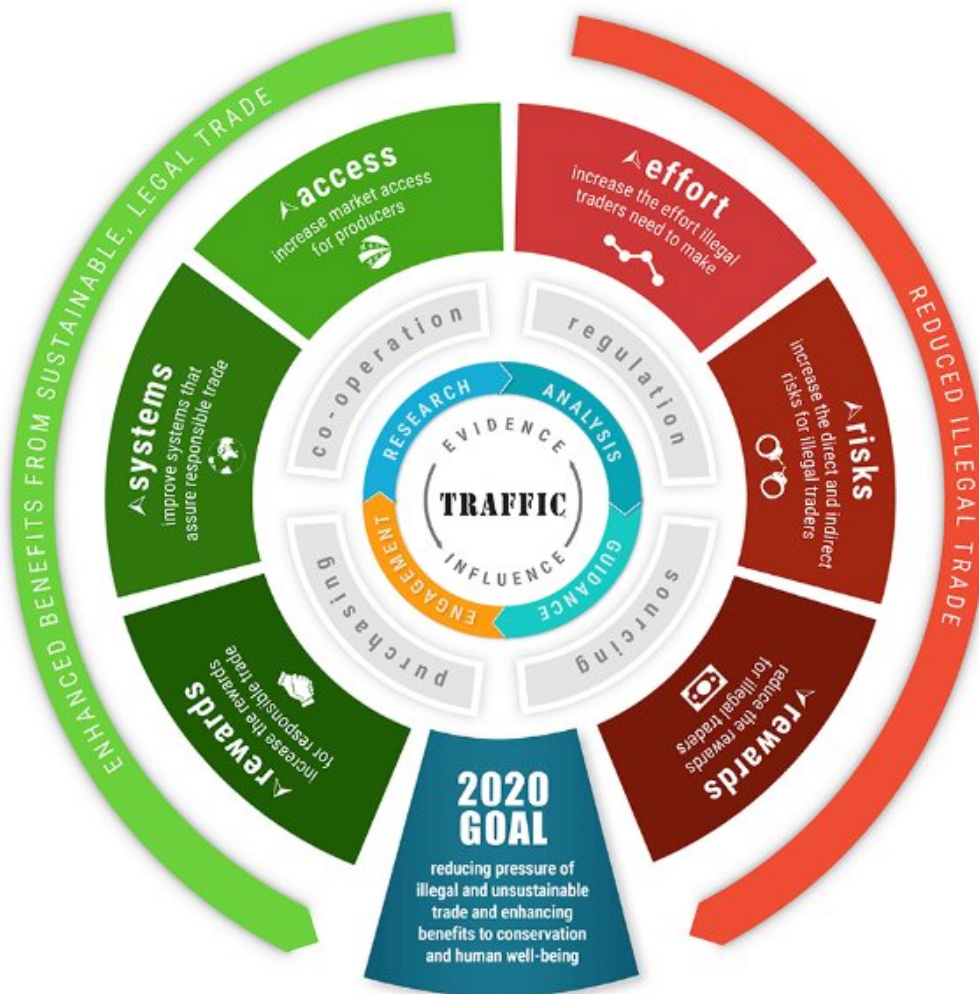 ENHANCED BENEFITS FROM SUSTAINABLE, LEGAL TRADE
REDUCED ILLEGAL TRADE
access
increase market access
for producers
systems
improve systems that
assure responsible trade
rewards
increase the rewards
for responsible trade
effort
increase the effort illegal
traders need to make
risks
increase the direct and indirect
risks for illegal traders
rewards
reduce the rewards
for illegal traders
co-operation
regulation
sourcing
purchasing
RESEARCH
ANALYSIS
GUIDANCE
ENGAGEMENT
EVIDENCE
TRAFFIC
INFLUENCE
2020
GOAL
reducing pressure of
illegal and unsustainable
trade and enhancing
benefits to conservation
and human well-being